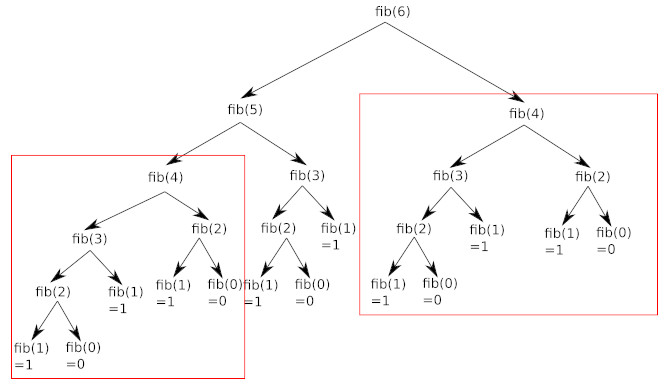 fib(6)
fib(5)
fib(4)
fib(4)
fib(3)
fib(3)
fib(2)
fib(3)
fib(2)
fib(2)
fib(1)
=1
fib(2)
fib(1)
=1
fib(1)
=1
fib(0)
=0
fib(2)
fib(1)
=1
fib(1)
=1
fib(0)
=0
fib(1)
=1
fib(0)
=0
fib(1)
=1
fib(0)
=0
fib(1)
=1
fib(0)
=0